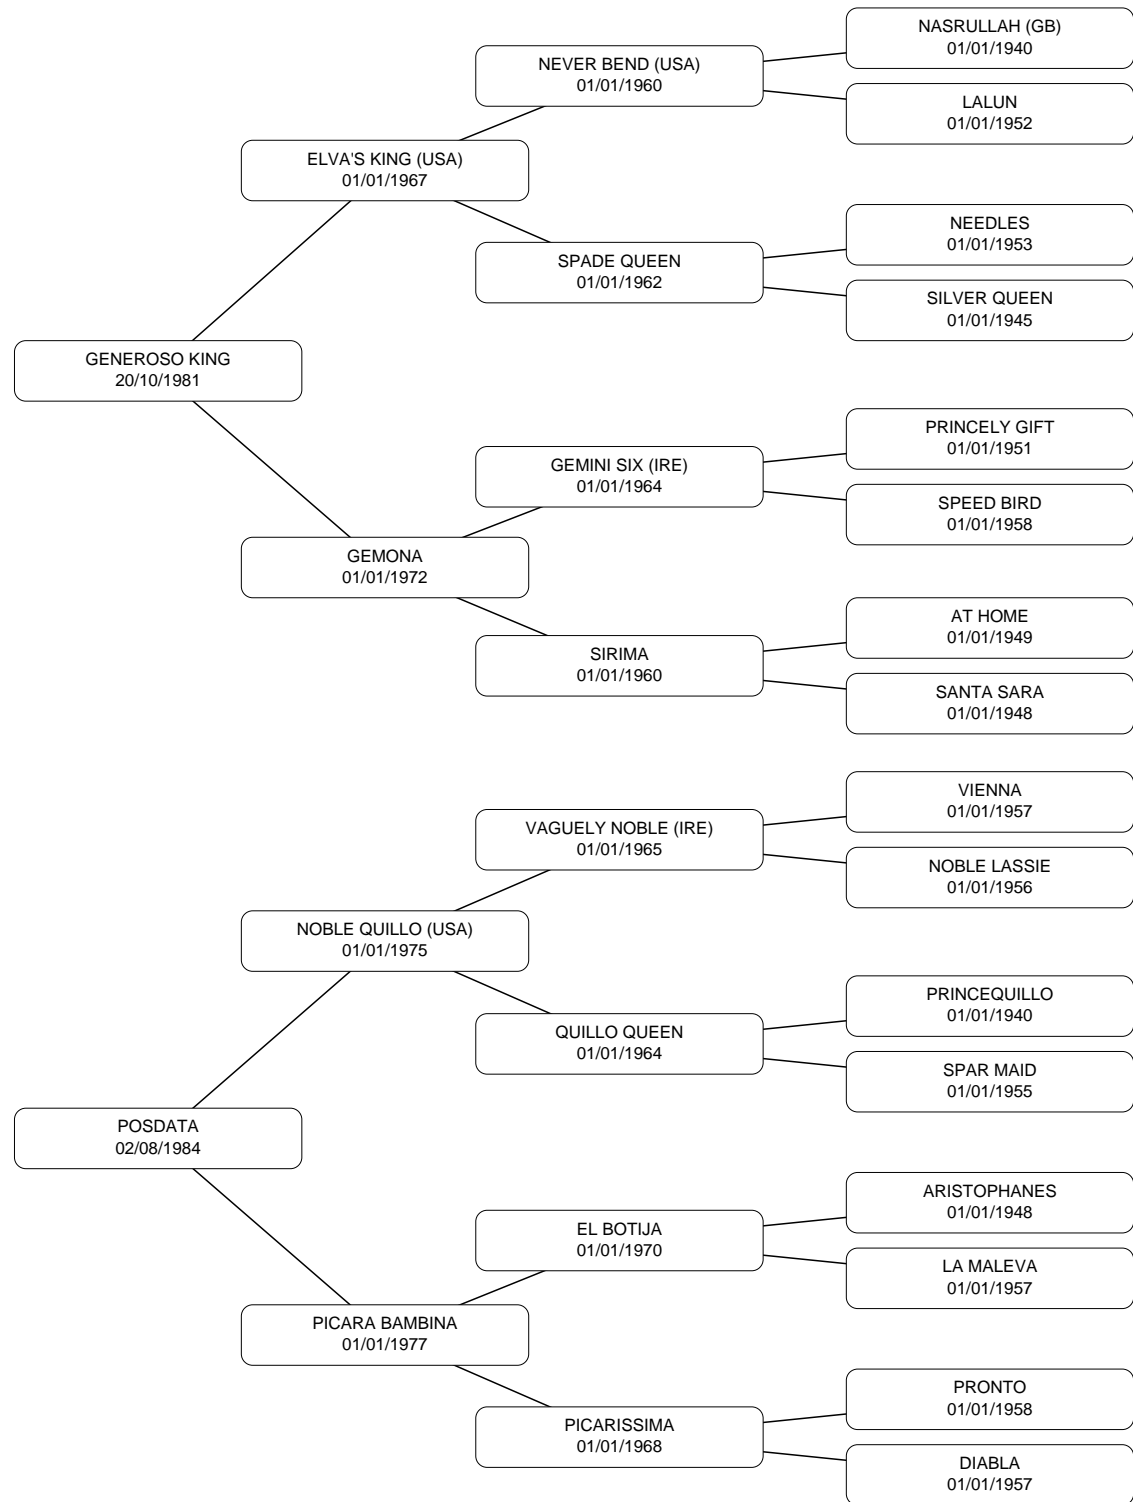 NASRULLAH (GB)
01/01/1940
NEVER BEND (USA)
01/01/1960
LALUN
01/01/1952
ELVA'S KING (USA)
01/01/1967
NEEDLES
01/01/1953
SPADE QUEEN
01/01/1962
SILVER QUEEN
01/01/1945
GENEROSO KING
20/10/1981
PRINCELY GIFT
01/01/1951
GEMINI SIX (IRE)
01/01/1964
SPEED BIRD
01/01/1958
GEMONA
01/01/1972
AT HOME
01/01/1949
SIRIMA
01/01/1960
SANTA SARA
01/01/1948
VIENNA
01/01/1957
VAGUELY NOBLE (IRE)
01/01/1965
NOBLE LASSIE
01/01/1956
NOBLE QUILLO (USA)
01/01/1975
PRINCEQUILLO
01/01/1940
QUILLO QUEEN
01/01/1964
SPAR MAID
01/01/1955
POSDATA
02/08/1984
ARISTOPHANES
01/01/1948
EL BOTIJA
01/01/1970
LA MALEVA
01/01/1957
PICARA BAMBINA
01/01/1977
PRONTO
01/01/1958
PICARISSIMA
01/01/1968
DIABLA
01/01/1957